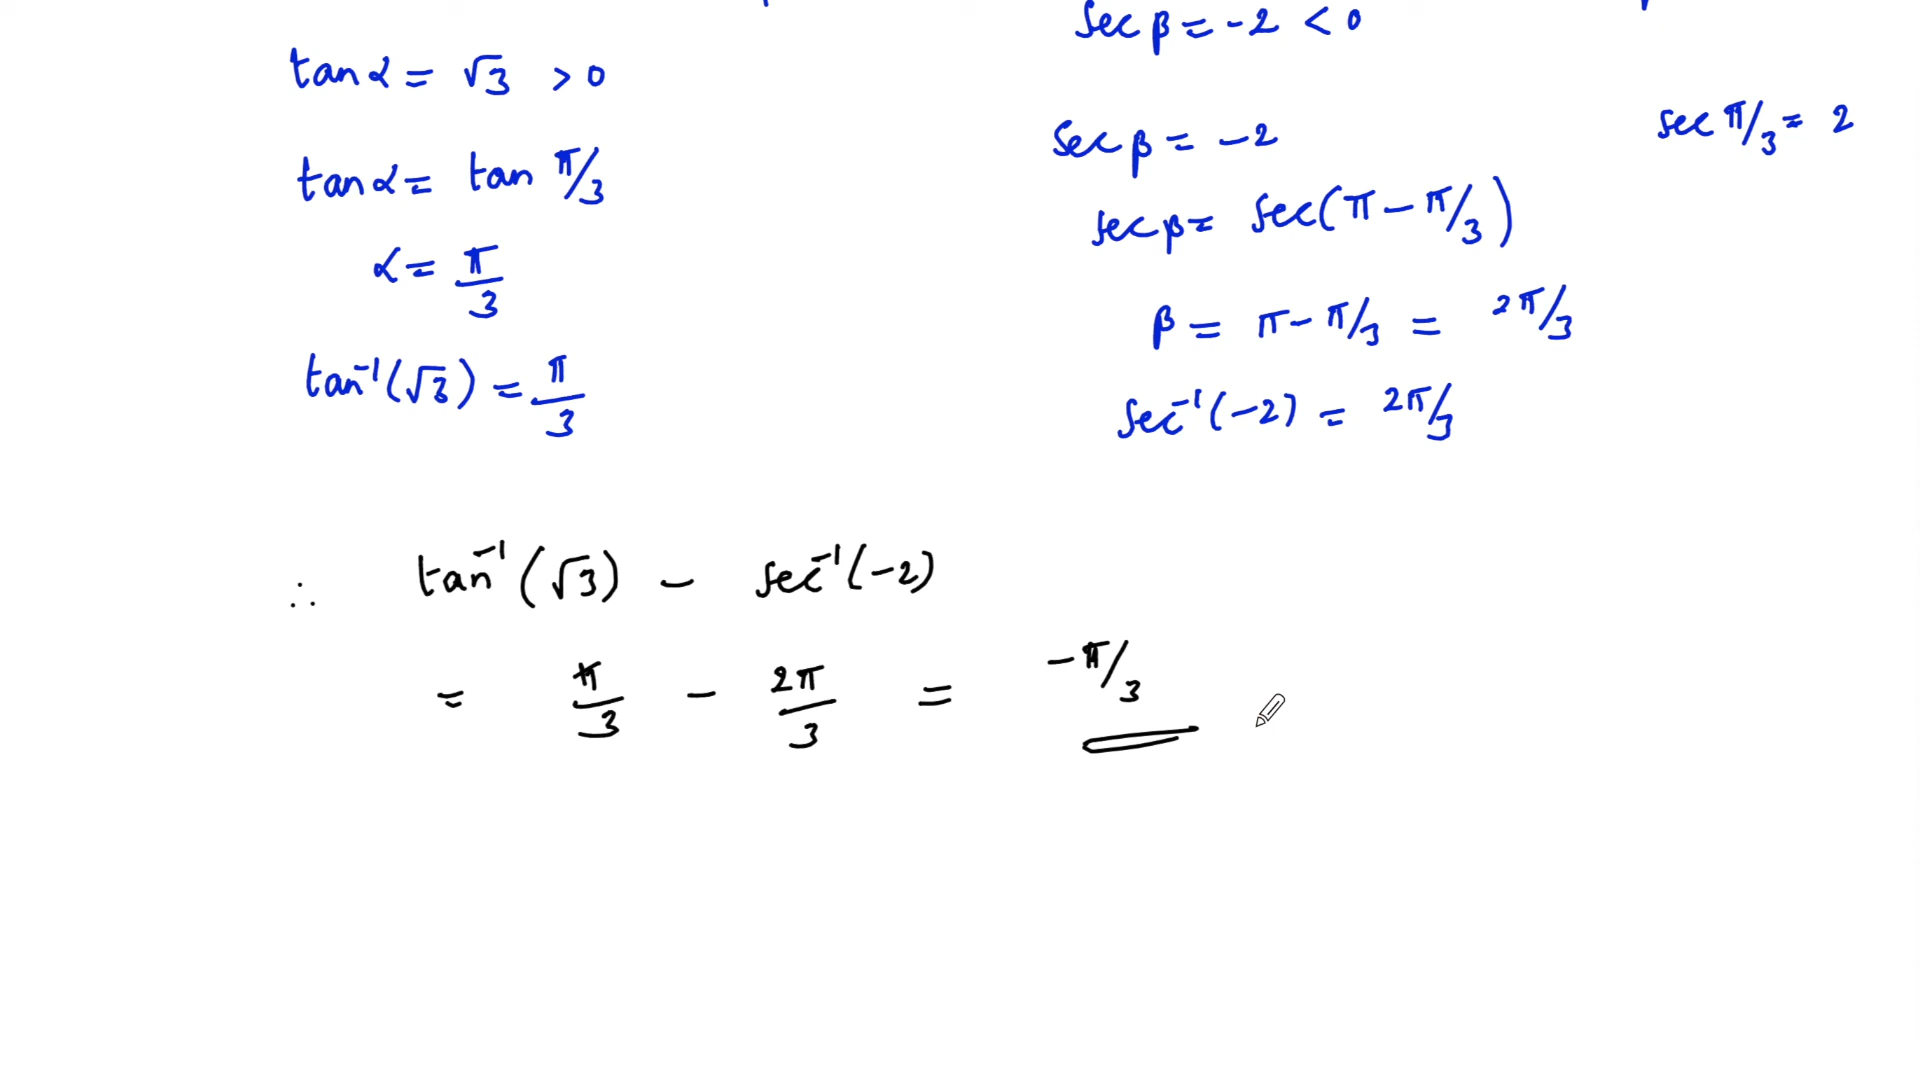 tan α = √3 > 0
tan α = tan π/3
α = π/3
tan⁻¹(√3) = π/3
sec β = -2 < 0
sec β = -2
sec π/3 = 2
sec β = sec(π - π/3)
β = π - π/3 = 2π/3
sec⁻¹(-2) = 2π/3
∴ tan⁻¹(√3) - sec⁻¹(-2)
= π/3 - 2π/3 = -π/3